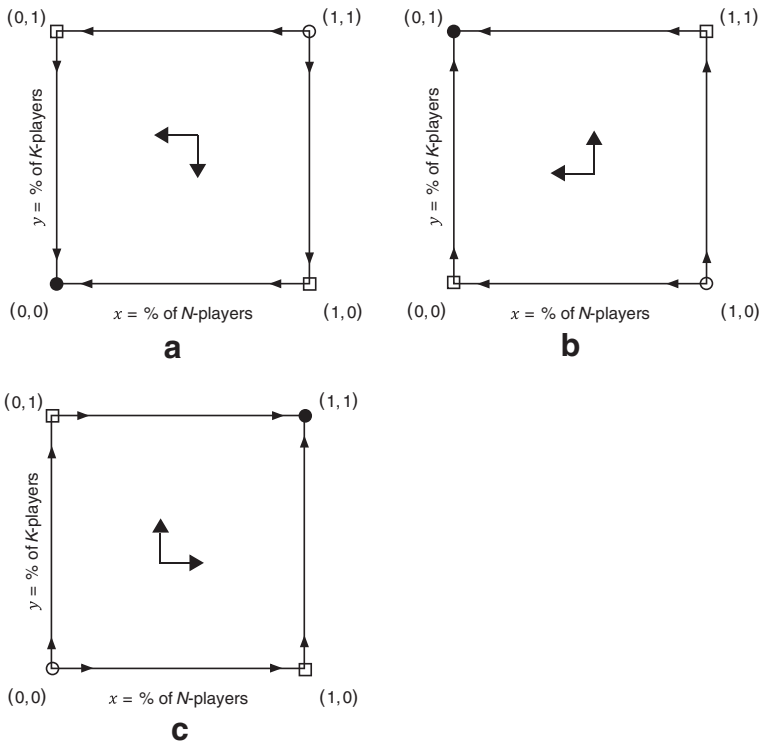 (0,1) (1,1)
y = % of K-players
(0,0) x = % of N-players (1,0)
a
(0,1) (1,1)
y = % of K-players
(0,0) x = % of N-players (1,0)
b
(0,1) (1,1)
y = % of K-players
(0,0) x = % of N-players (1,0)
c